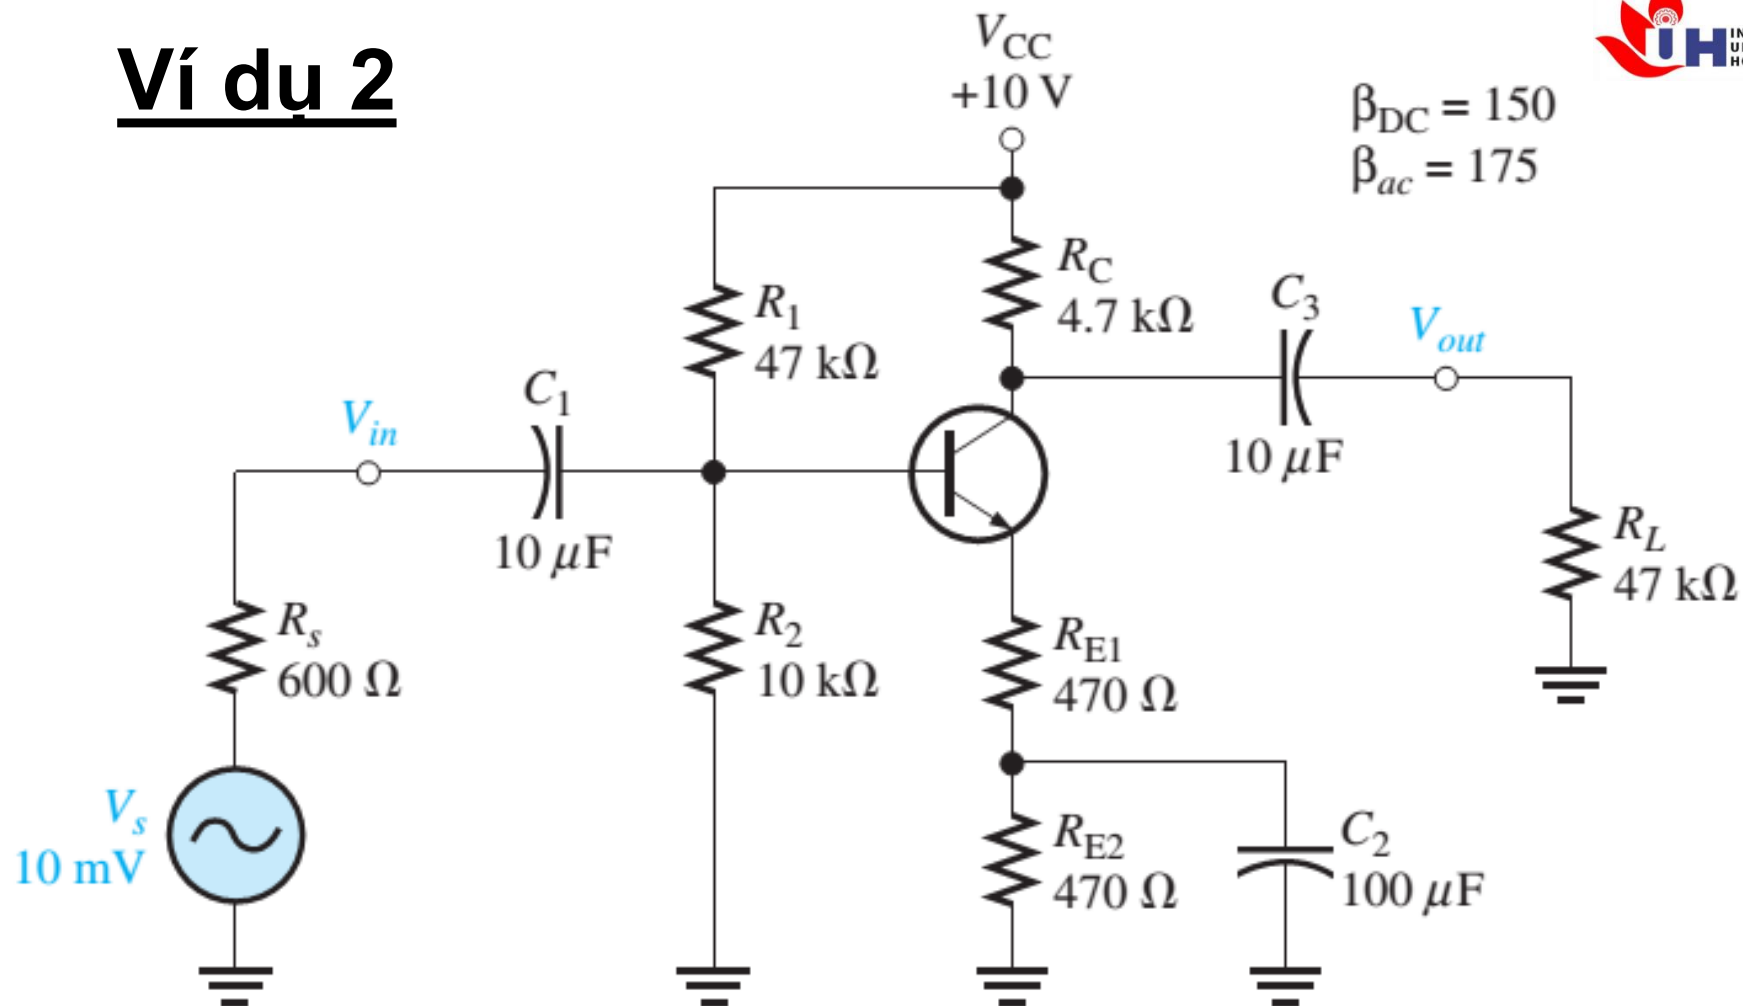 Ví dụ 2
V_CC
+10 V
β_DC = 150
β_ac = 175
R_C
4.7 kΩ
R_1
47 kΩ
C_3
10 μF
V_out
C_1
10 μF
V_in
R_L
47 kΩ
R_s
600 Ω
R_2
10 kΩ
R_E1
470 Ω
V_s
10 mV
R_E2
470 Ω
C_2
100 μF